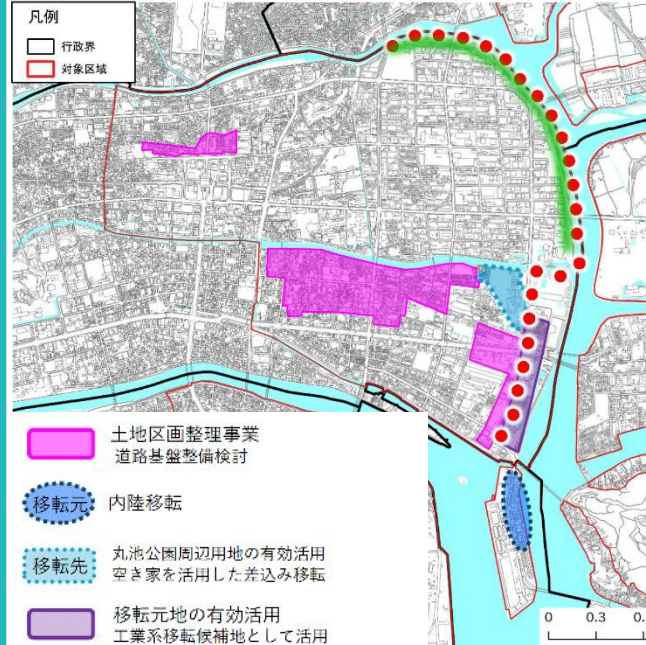 凡例
行政界
対象区域
土地区画整理事業
道路基盤整備検討
移転元 内陸移転
移転先
丸池公園周辺用地の有効活用
空き家を活用した差込み移転
移転元地の有効活用
工業系移転候補地として活用
0 0.3 0.